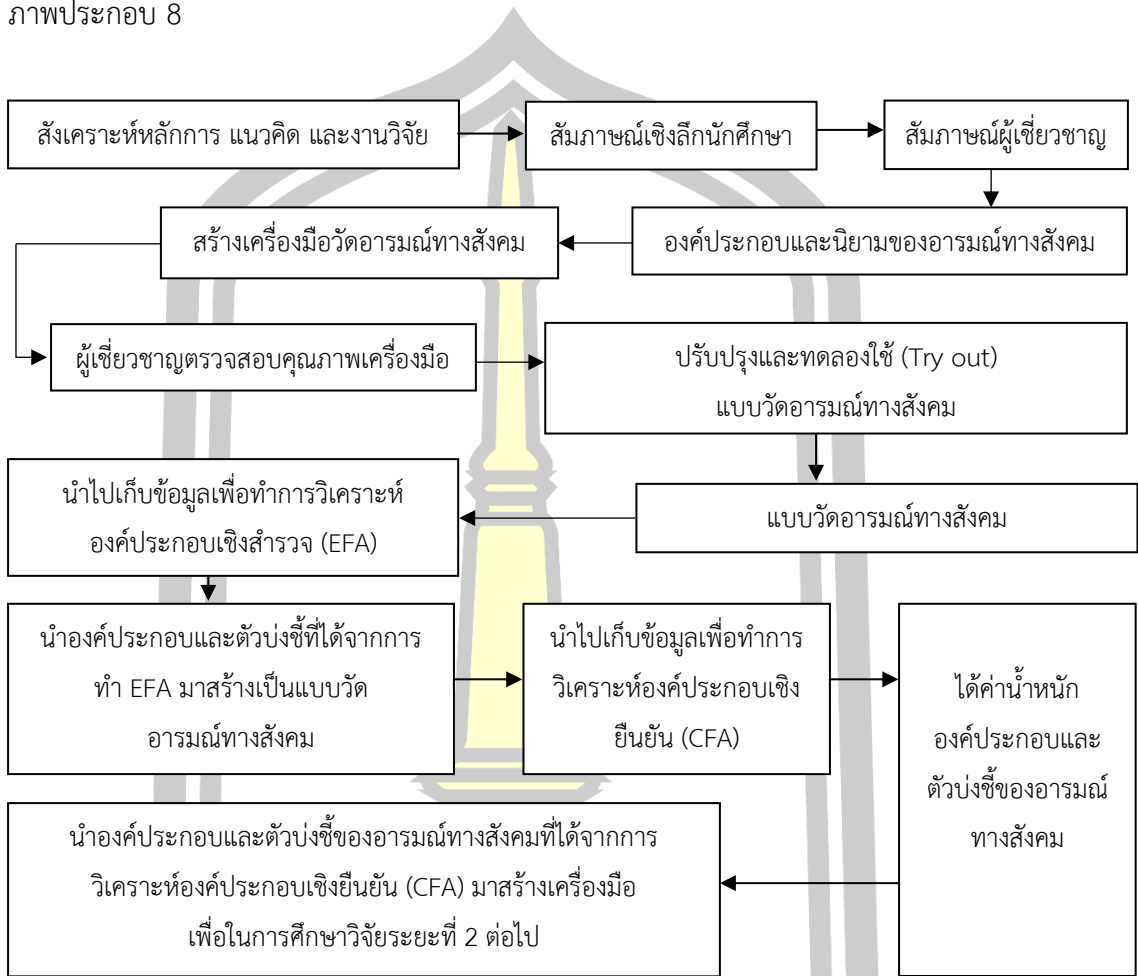 ภาพประกอบ 8
สังเคราะห์หลักการ แนวคิด และงานวิจัย
สัมภาษณ์เชิงลึกนักศึกษา
สัมภาษณ์ผู้เชี่ยวชาญ
องค์ประกอบและนิยามของอารมณ์ทางสังคม
สร้างเครื่องมือวัดอารมณ์ทางสังคม
ผู้เชี่ยวชาญตรวจสอบคุณภาพเครื่องมือ
ปรับปรุงและทดลองใช้ (Try out)
แบบวัดอารมณ์ทางสังคม
แบบวัดอารมณ์ทางสังคม
นำไปเก็บข้อมูลเพื่อทำการวิเคราะห์
องค์ประกอบเชิงสำรวจ (EFA)
นำองค์ประกอบและตัวบ่งชี้ที่ได้จากการ
ทำ EFA มาสร้างเป็นแบบวัด
อารมณ์ทางสังคม
นำไปเก็บข้อมูลเพื่อทำการ
วิเคราะห์องค์ประกอบเชิง
ยืนยัน (CFA)
ได้ค่าน้ำหนัก
องค์ประกอบและ
ตัวบ่งชี้ของอารมณ์
ทางสังคม
นำองค์ประกอบและตัวบ่งชี้ของอารมณ์ทางสังคมที่ได้จากการ
วิเคราะห์องค์ประกอบเชิงยืนยัน (CFA) มาสร้างเครื่องมือ
เพื่อในการศึกษาวิจัยระยะที่ 2 ต่อไป